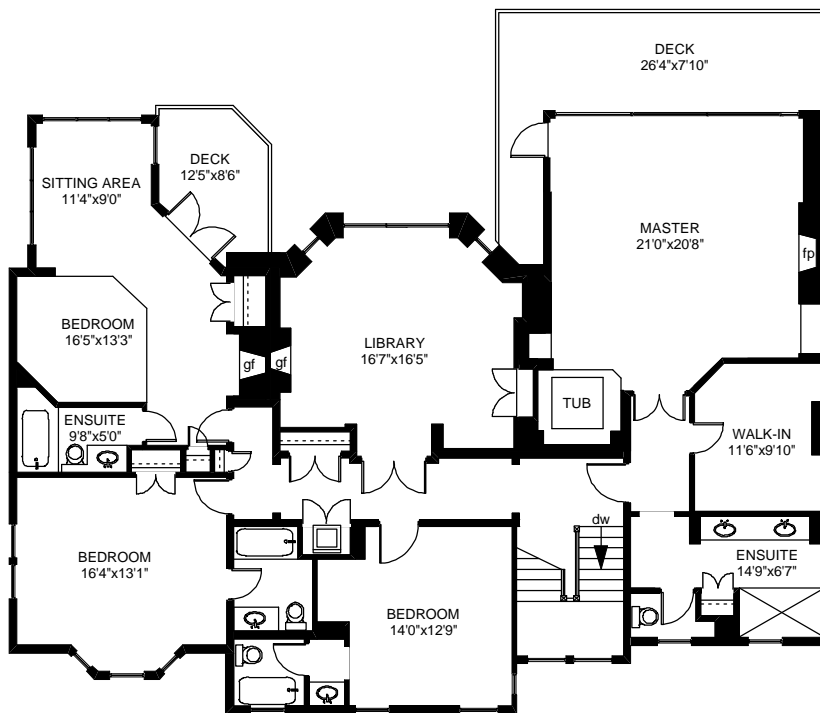 DECK
26'4"x7'10"
DECK
12'5"x8'6"
SITTING AREA
11'4"x9'0"
MASTER
21'0"x20'8"
fp
BEDROOM
16'5"x13'3"
LIBRARY
16'7"x16'5"
gf
gf
TUB
ENSUITE
9'8"x5'0"
WALK-IN
11'6"x9'10"
dw
BEDROOM
16'4"x13'1"
ENSUITE
14'9"x6'7"
BEDROOM
14'0"x12'9"